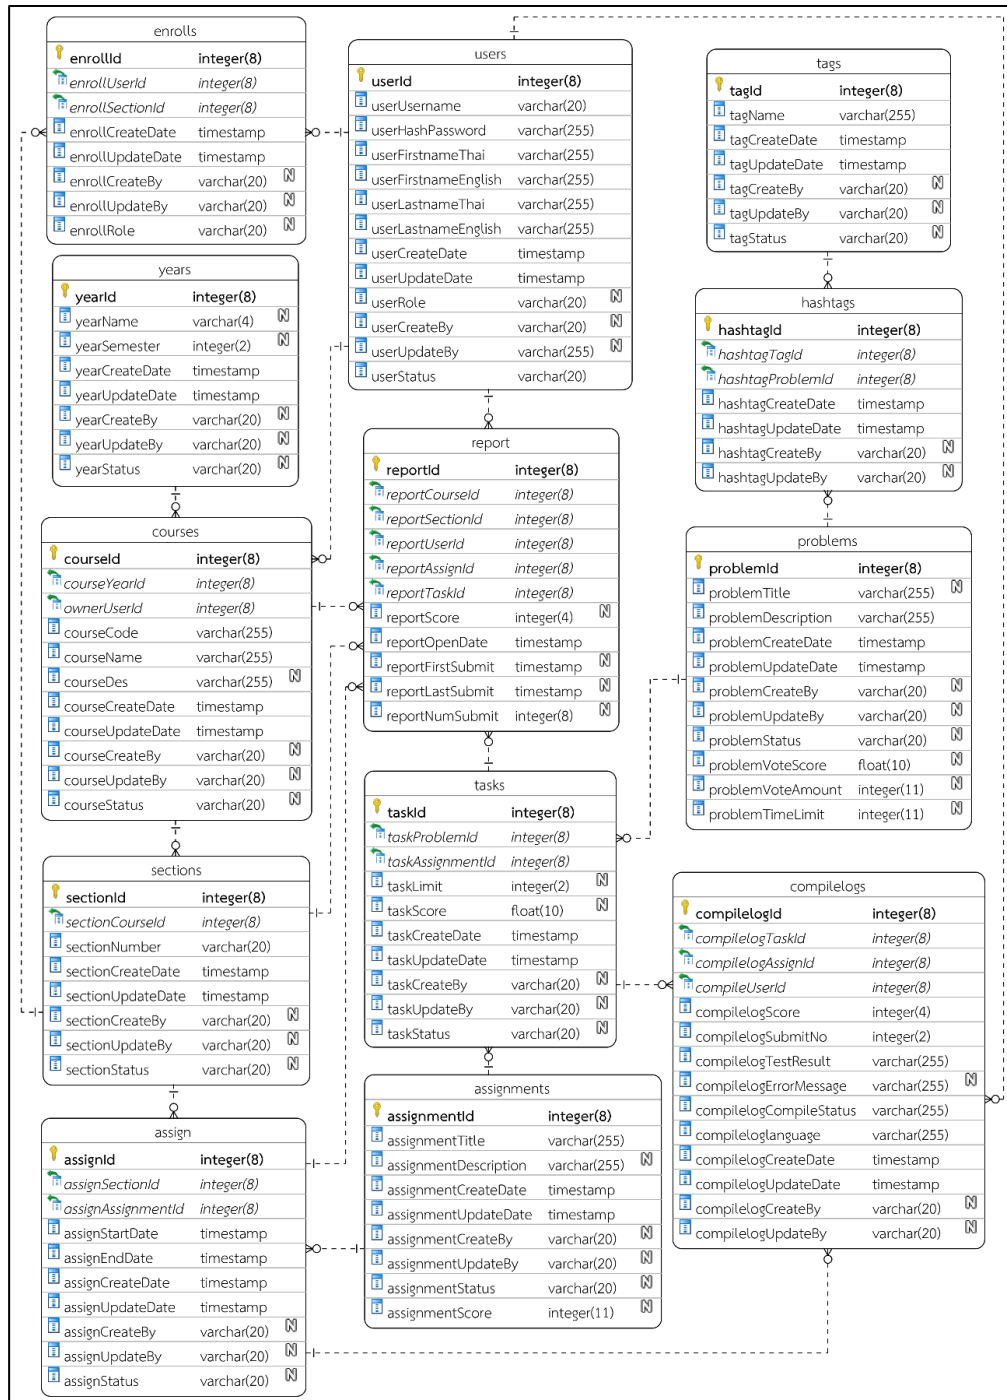 enrolls
enrollId integer(8)
enrollUserId integer(8)
enrollSectionId integer(8)
enrollCreateDate timestamp
enrollUpdateDate timestamp
enrollCreateBy varchar(20) N
enrollUpdateBy varchar(20) N
enrollRole varchar(20) N
users
userId integer(8)
userUsername varchar(20)
userHashPassword varchar(255)
userFirstnameThai varchar(255)
userFirstnameEnglish varchar(255)
userLastnameThai varchar(255)
userLastnameEnglish varchar(255)
userCreateDate timestamp
userUpdateDate timestamp
userRole varchar(20) N
userCreateBy varchar(20) N
userUpdateBy varchar(255) N
userStatus varchar(20)
tags
tagId integer(8)
tagName varchar(255)
tagCreateDate timestamp
tagUpdateDate timestamp
tagCreateBy varchar(20) N
tagUpdateBy varchar(20) N
tagStatus varchar(20) N
years
yearId integer(8)
yearName varchar(4) N
yearSemester integer(2) N
yearCreateDate timestamp
yearUpdateDate timestamp
yearCreateBy varchar(20) N
yearUpdateBy varchar(20) N
yearStatus varchar(20) N
hashtags
hashtagId integer(8)
hashtagTagId integer(8)
hashtagProblemId integer(8)
hashtagCreateDate timestamp
hashtagUpdateDate timestamp
hashtagCreateBy varchar(20) N
hashtagUpdateBy varchar(20) N
report
reportId integer(8)
reportCourseId integer(8)
reportSectionId integer(8)
reportUserId integer(8)
reportAssignId integer(8)
reportTaskId integer(8)
reportScore integer(4) N
reportOpenDate timestamp
reportFirstSubmit timestamp N
reportLastSubmit timestamp N
reportNumSubmit integer(8) N
courses
courseId integer(8)
courseYearId integer(8)
ownerUserId integer(8)
courseCode varchar(255)
courseName varchar(255)
courseDes varchar(255) N
courseCreateDate timestamp
courseUpdateDate timestamp
courseCreateBy varchar(20) N
courseUpdateBy varchar(20) N
courseStatus varchar(20) N
problems
problemId integer(8)
problemTitle varchar(255) N
problemDescription varchar(255)
problemCreateDate timestamp
problemUpdateDate timestamp
problemCreateBy varchar(20) N
problemUpdateBy varchar(20) N
problemStatus varchar(20) N
problemVoteScore float(10) N
problemVoteAmount integer(11) N
problemTimeLimit integer(11) N
tasks
taskId integer(8)
taskProblemId integer(8)
taskAssignmentId integer(8)
taskLimit integer(2) N
taskScore float(10) N
taskCreateDate timestamp
taskUpdateDate timestamp
taskCreateBy varchar(20) N
taskUpdateBy varchar(20) N
taskStatus varchar(20) N
sections
sectionId integer(8)
sectionCourseId integer(8)
sectionNumber varchar(20)
sectionCreateDate timestamp
sectionUpdateDate timestamp
sectionCreateBy varchar(20) N
sectionUpdateBy varchar(20) N
sectionStatus varchar(20) N
compilelogs
compilelogId integer(8)
compilelogTaskId integer(8)
compilelogAssignId integer(8)
compileUserId integer(8)
compilelogScore integer(4)
compilelogSubmitNo integer(2)
compilelogTestResult varchar(255)
compilelogErrorMessage varchar(255) N
compilelogCompileStatus varchar(255)
compileloglanguage varchar(255)
compilelogCreateDate timestamp
compilelogUpdateDate timestamp
compilelogCreateBy varchar(20) N
compilelogUpdateBy varchar(20) N
assignments
assignmentId integer(8)
assignmentTitle varchar(255)
assignmentDescription varchar(255) N
assignmentCreateDate timestamp
assignmentUpdateDate timestamp
assignmentCreateBy varchar(20) N
assignmentUpdateBy varchar(20) N
assignmentStatus varchar(20) N
assignmentScore integer(11) N
assign
assignId integer(8)
assignSectionId integer(8)
assignAssignmentId integer(8)
assignStartDate timestamp
assignEndDate timestamp
assignCreateDate timestamp
assignUpdateDate timestamp
assignCreateBy varchar(20) N
assignUpdateBy varchar(20) N
assignStatus varchar(20) N